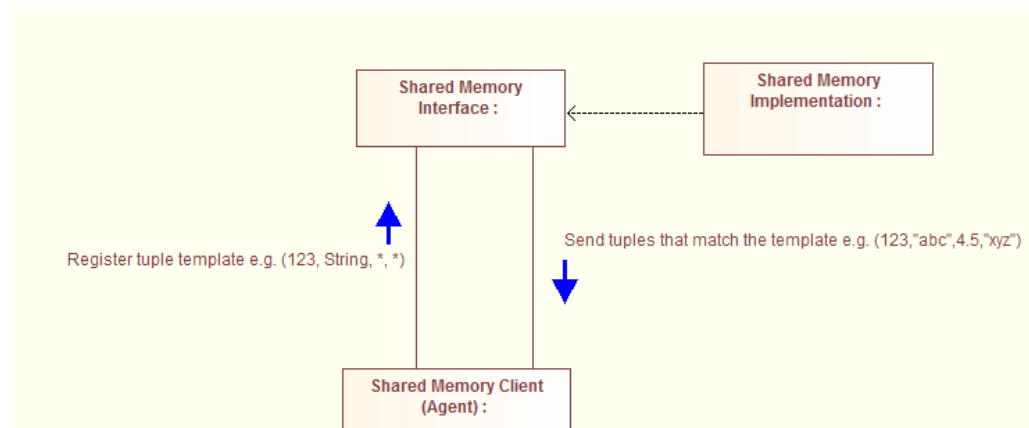 Shared Memory
Interface :
Shared Memory
Implementation :
Register tuple template e.g. (123, String, *, *)
Send tuples that match the template e.g. (123,"abc",4.5,"xyz")
Shared Memory Client
(Agent) :